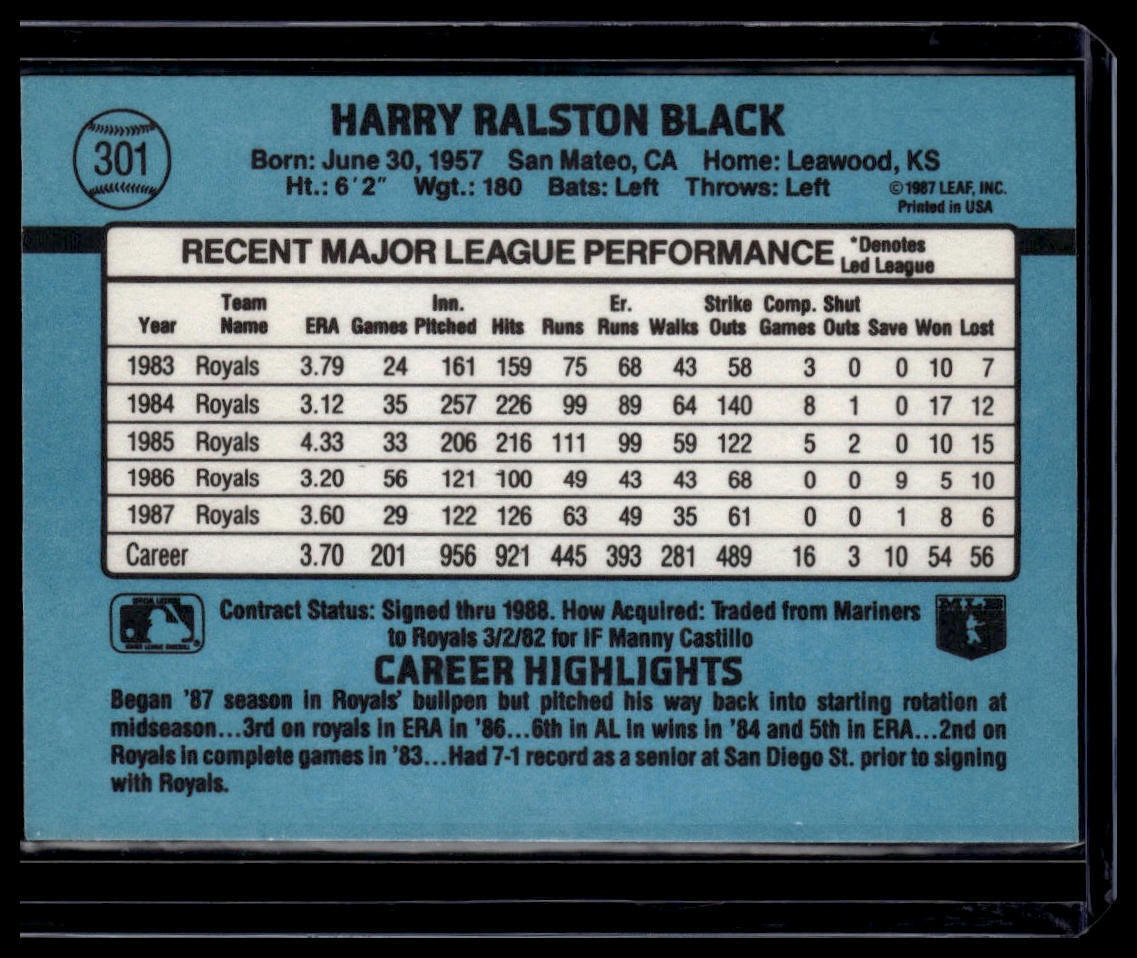 301
HARRY RALSTON BLACK
Born: June 30, 1957 San Mateo, CA Home: Leawood, KS
Ht.: 6'2" Wgt.: 180 Bats: Left Throws: Left
©1987 LEAF, INC.
Printed in USA
RECENT MAJOR LEAGUE PERFORMANCE *Denotes Led League
Year Team Name ERA Games Inn. Pitched Hits Runs Er. Runs Walks Strike Outs Comp. Games Shut Outs Save Won Lost
1983 Royals 3.79 24 161 159 75 68 43 58 3 0 0 10 7
1984 Royals 3.12 35 257 226 99 89 64 140 8 1 0 17 12
1985 Royals 4.33 33 206 216 111 99 59 122 5 2 0 10 15
1986 Royals 3.20 56 121 100 49 43 43 68 0 0 9 5 10
1987 Royals 3.60 29 122 126 63 49 35 61 0 0 1 8 6
Career 3.70 201 956 921 445 393 281 489 16 3 10 54 56
Contract Status: Signed thru 1988. How Acquired: Traded from Mariners
to Royals 3/2/82 for IF Manny Castillo
CAREER HIGHLIGHTS
Began '87 season in Royals' bullpen but pitched his way back into starting rotation at
midseason...3rd on royals in ERA in '86...6th in AL in wins in '84 and 5th in ERA...2nd on
Royals in complete games in '83...Had 7-1 record as a senior at San Diego St. prior to signing
with Royals.